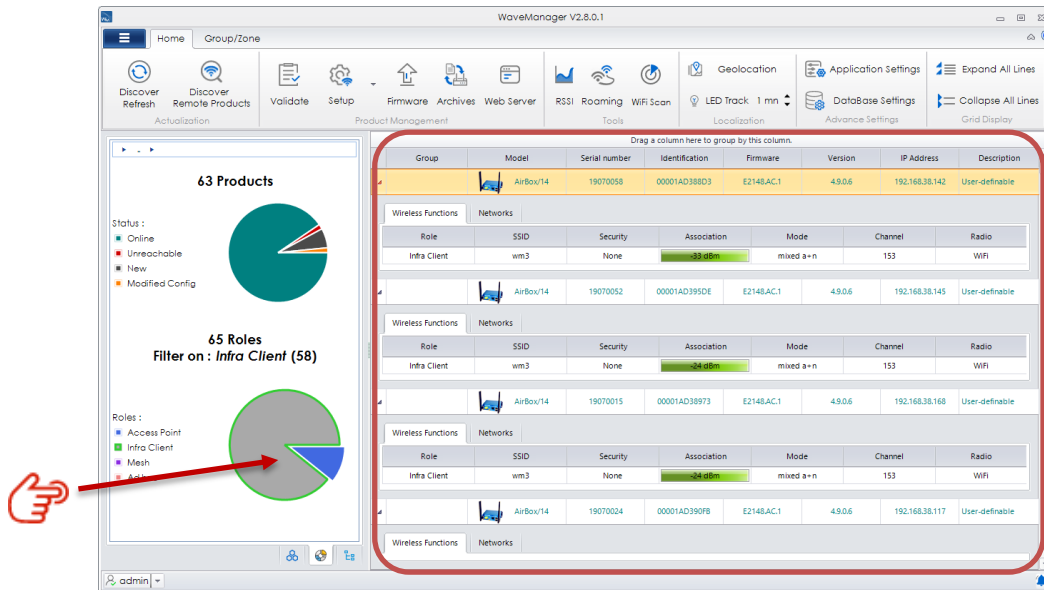 WaveManager V2.8.0.1
Home Group/Zone
Discover Refresh
Discover Remote Products
Validate
Setup
Firmware
Archives
Web Server
RSSI
Roaming
WiFi Scan
Geolocation
LED Track 1 mn
Application Settings
DataBase Settings
Expand All Lines
Collapse All Lines
Actualization
Product Management
Tools
Localization
Advance Settings
Grid Display
63 Products
Status :
Online
Unreachable
New
Modified Config
65 Roles
Filter on : Infra Client (58)
Roles :
Access Point
Infra Client
Mesh
Drag a column here to group by this column.
Group Model Serial number Identification Firmware Version IP Address Description
AirBox/14 19070058 00001AD388D3 E2148.AC.1 4.9.0.6 192.168.38.142 User-definable
Wireless Functions Networks
Role SSID Security Association Mode Channel Radio
Infra Client wm3 None -33 dBm mixed a+n 153 WiFi
AirBox/14 19070052 00001AD395DE E2148.AC.1 4.9.0.6 192.168.38.145 User-definable
Wireless Functions Networks
Role SSID Security Association Mode Channel Radio
Infra Client wm3 None -24 dBm mixed a+n 153 WiFi
AirBox/14 19070015 00001AD38973 E2148.AC.1 4.9.0.6 192.168.38.168 User-definable
Wireless Functions Networks
Role SSID Security Association Mode Channel Radio
Infra Client wm3 None -24 dBm mixed a+n 153 WiFi
AirBox/14 19070024 00001AD390F8 E2148.AC.1 4.9.0.6 192.168.38.117 User-definable
Wireless Functions Networks
admin